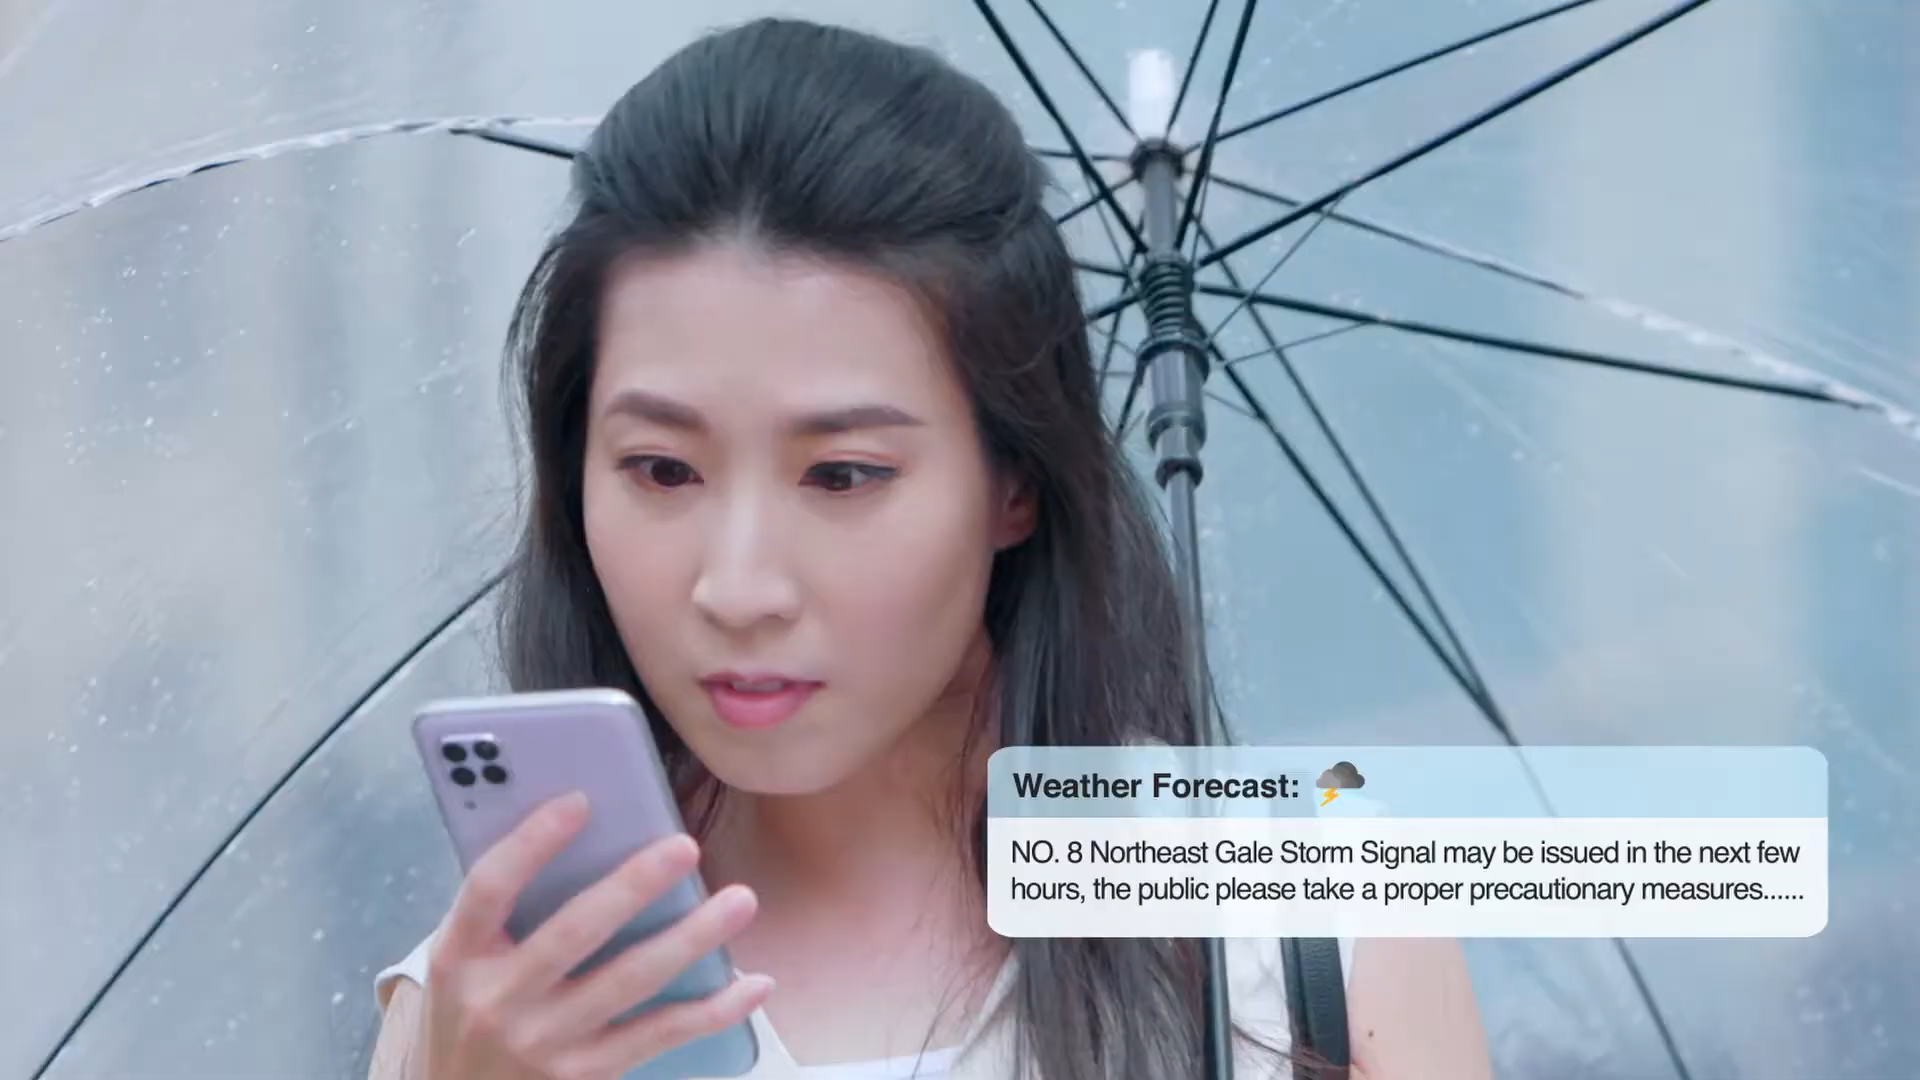 Weather Forecast:
NO. 8 Northeast Gale Storm Signal may be issued in the next few
hours, the public please take a proper precautionary measures......